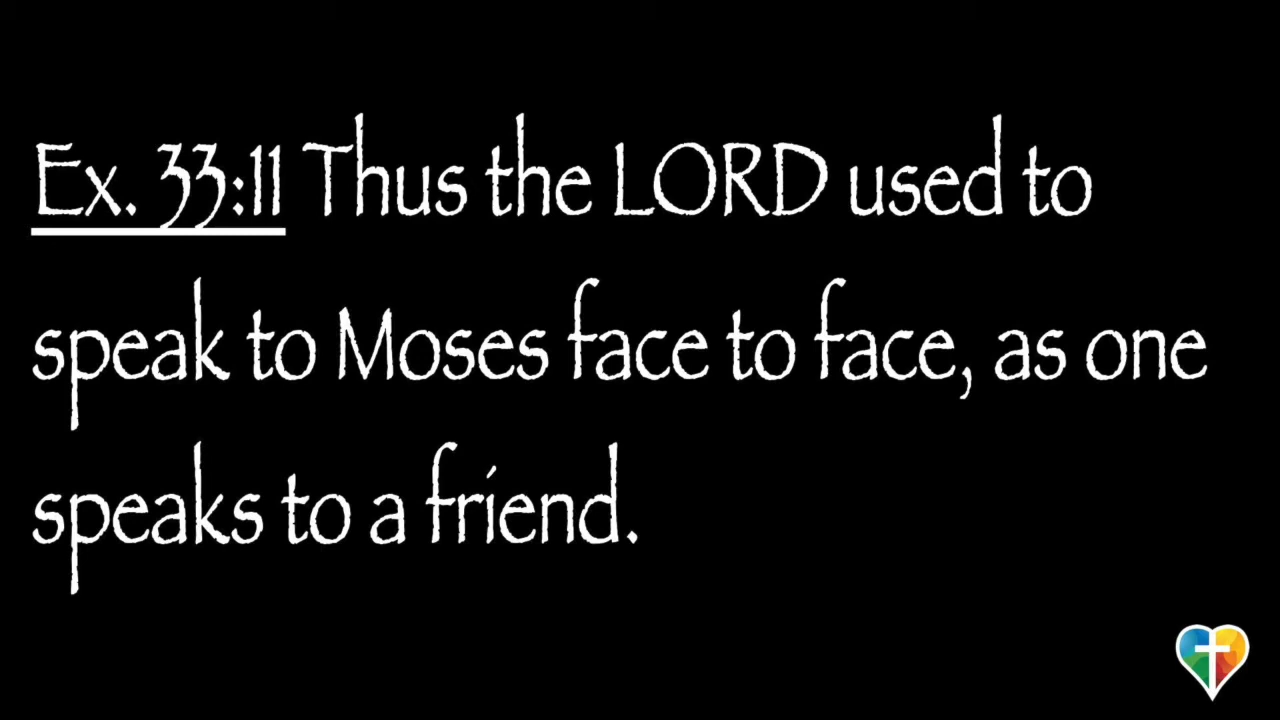 Ex. 33:11 Thus the LORD used to
speak to Moses face to face, as one
speaks to a friend.